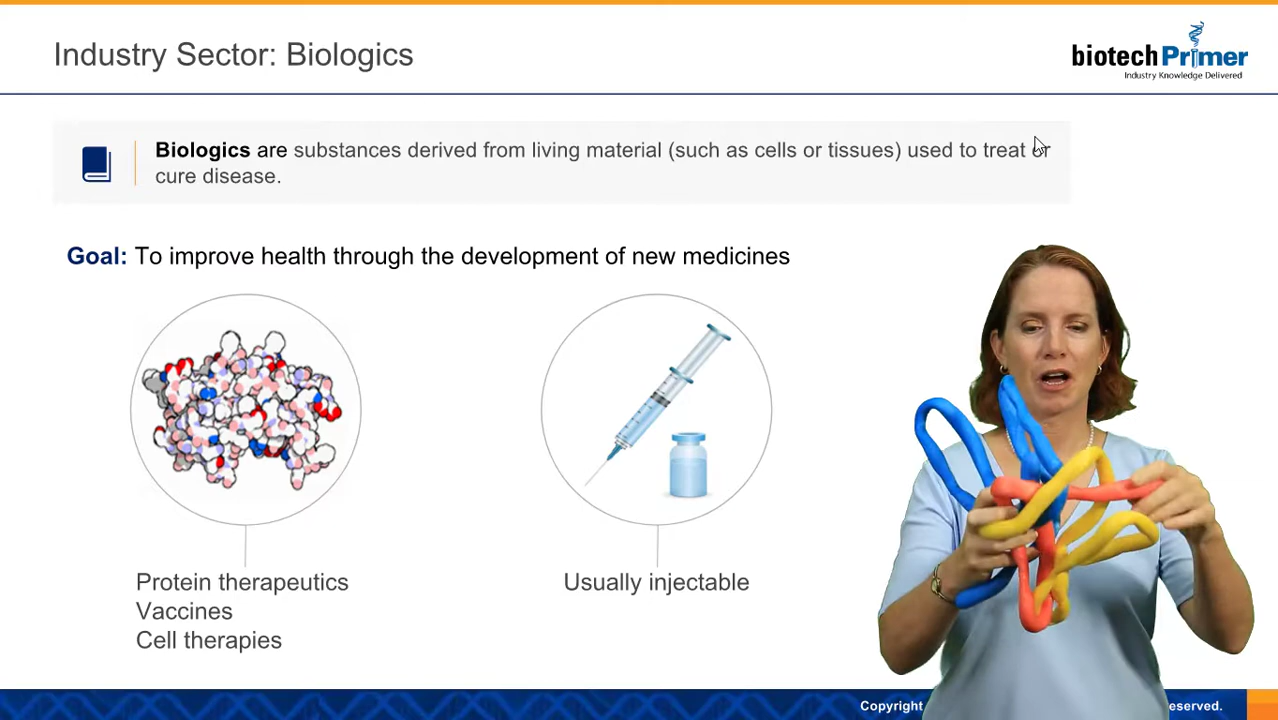 Industry Sector: Biologics
biotech Primer
Industry Knowledge Delivered
Biologics are substances derived from living material (such as cells or tissues) used to treat or
cure disease.
Goal: To improve health through the development of new medicines
Protein therapeutics
Vaccines
Cell therapies
Usually injectable
Copyright
eserved.